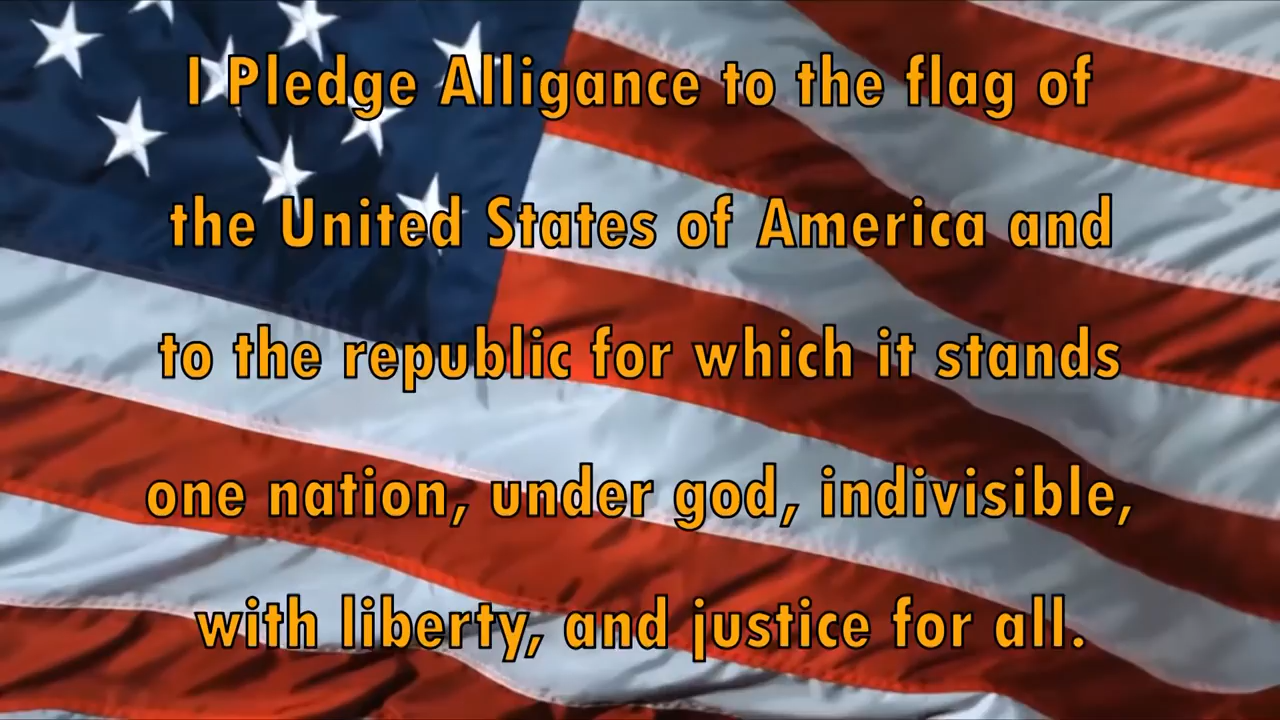 I Pledge Alligance to the flag of
the United States of America and
to the republic for which it stands
one nation, under god, indivisible,
with liberty, and justice for all.